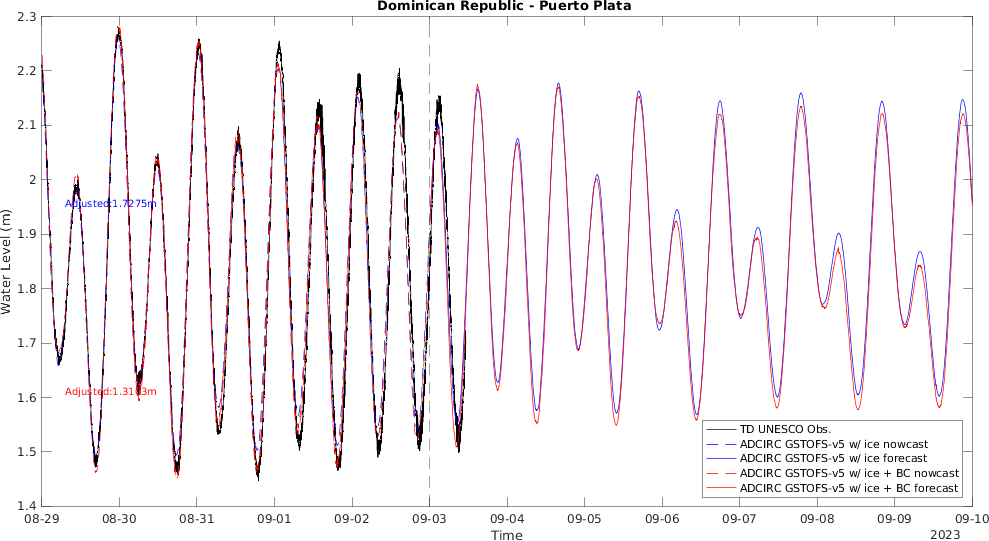 Dominican Republic - Puerto Plata
2.3
2.2
2.1
2
1.9
1.8
1.7
1.6
1.5
1.4
Water Level (m)
Adjusted:1.7275m
TD UNESCO Obs.
ADCIRC GSTOFS-v5 w/ ice nowcast
ADCIRC GSTOFS-v5 w/ ice forecast
ADCIRC GSTOFS-v5 w/ ice + BC nowcast
ADCIRC GSTOFS-v5 w/ ice + BC forecast
08-29 08-30 08-31 09-01 09-02 09-03 09-04 09-05 09-06 09-07 09-08 09-09 09-10
Time
2023